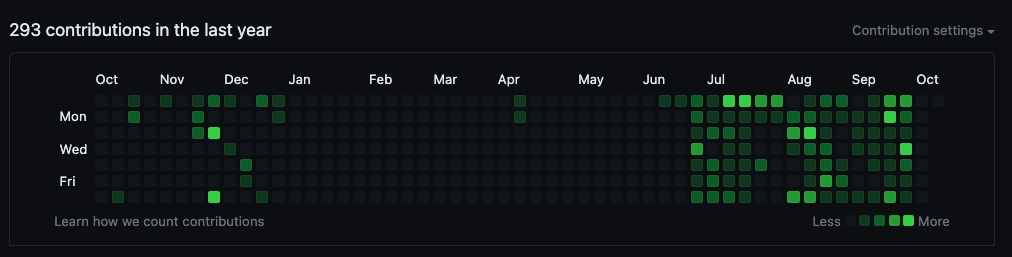 293 contributions in the last year
Contribution settings
Oct Nov Dec Jan Feb Mar Apr May Jun Jul Aug Sep Oct
Mon
Wed
Fri
Learn how we count contributions
Less More